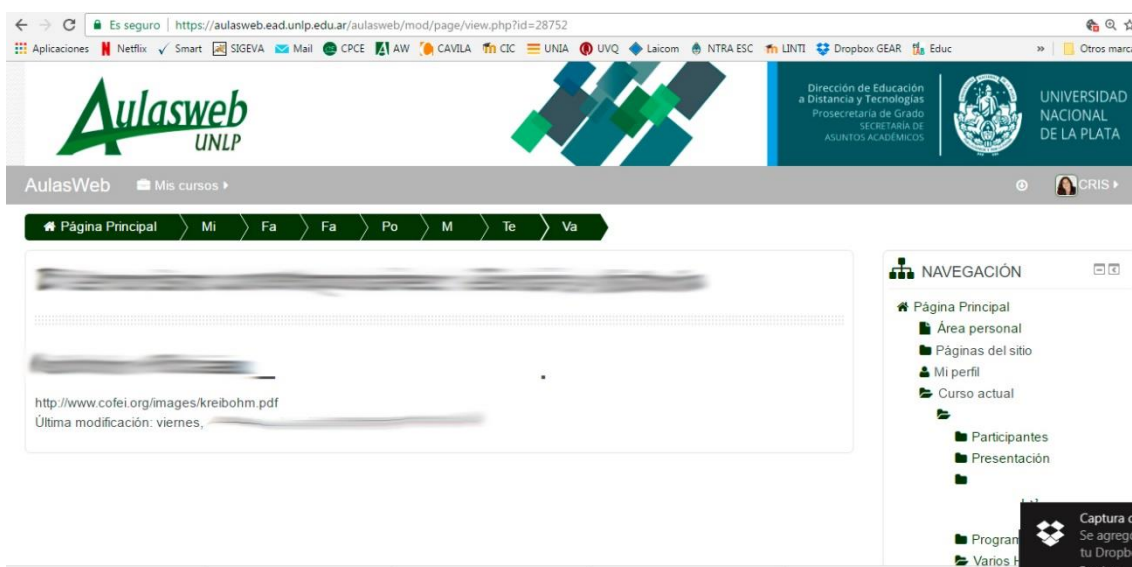 Es seguro | https://aulasweb.ead.unlp.edu.ar/aulasweb/mod/page/view.php?id=28752
Aplicaciones Netflix Smart SIGEVA Mail CPCE AW CAVILA CIC UNIA UVQ Laicom NTRA ESC LINTI Dropbox GEAR Educ » Otros marca
Aulasweb
UNLP
Dirección de Educación
a Distancia y Tecnologías
Prosecretaría de Grado
SECRETARÍA DE
ASUNTOS ACADÉMICOS
UNIVERSIDAD
NACIONAL
DE LA PLATA
AulasWeb Mis cursos CRIS
Página Principal Mi Fa Fa Po M Te Va
http://www.cofei.org/images/kreibohm.pdf
Última modificación: viernes,
NAVEGACIÓN
Página Principal
Área personal
Páginas del sitio
Mi perfil
Curso actual
Participantes
Presentación
Program
Varios H
Captura d
Se agregó
tu Dropbo